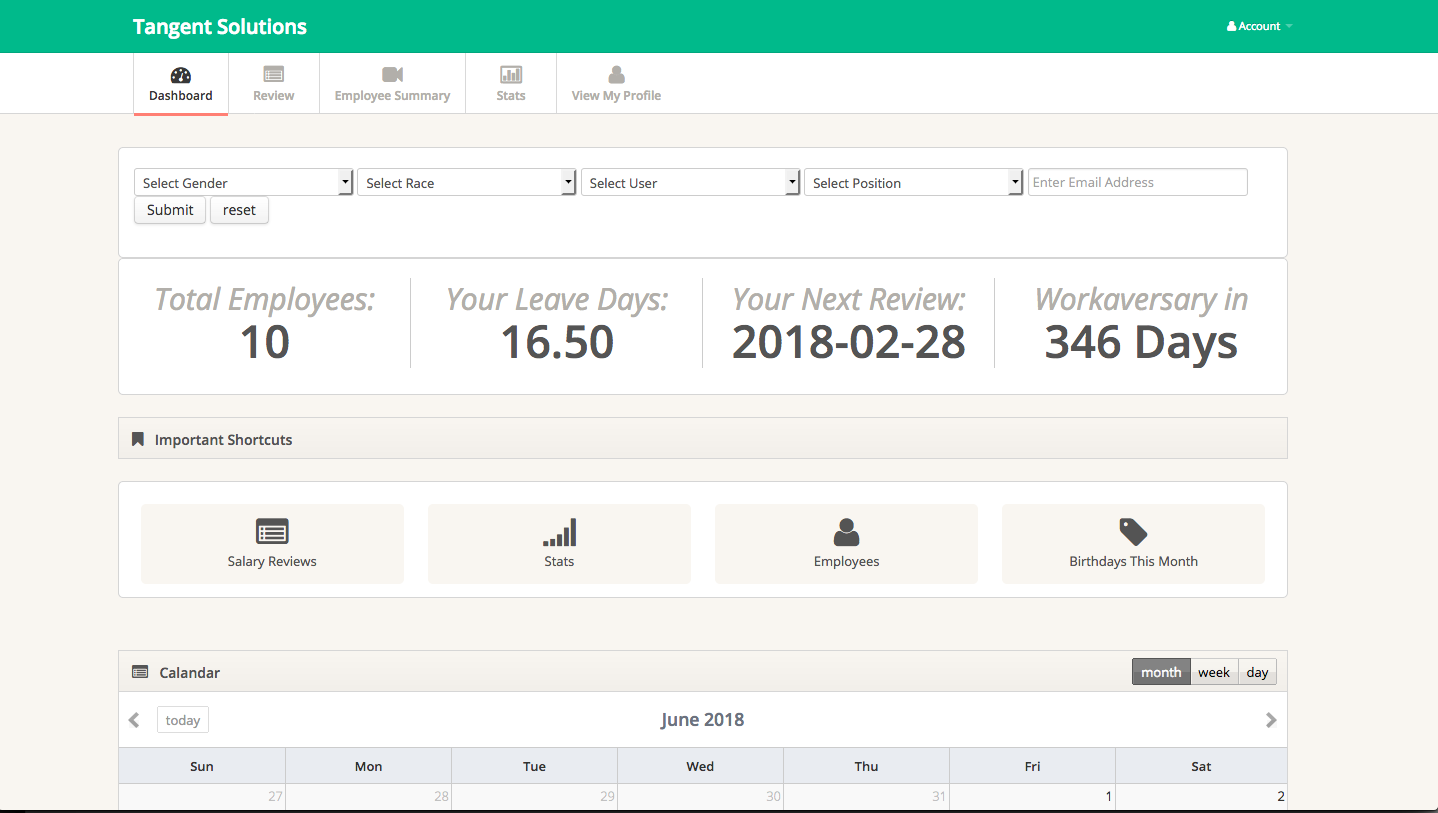 Tangent Solutions
Account
Dashboard
Review
Employee Summary
Stats
View My Profile
Select Gender
Select Race
Select User
Select Position
Enter Email Address
Submit
reset
Total Employees:
10
Your Leave Days:
16.50
Your Next Review:
2018-02-28
Workaversary in
346 Days
Important Shortcuts
Salary Reviews
Stats
Employees
Birthdays This Month
Calandar
month
week
day
today
June 2018
Sun
Mon
Tue
Wed
Thu
Fri
Sat
27
28
29
30
31
1
2